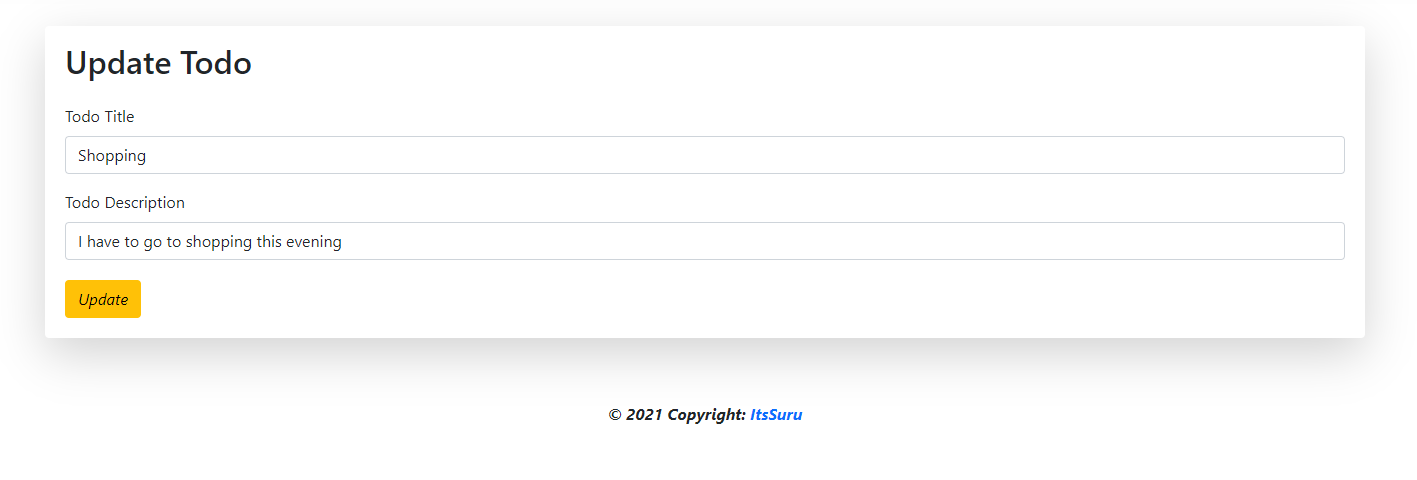 Update Todo
Todo Title
Shopping
Todo Description
I have to go to shopping this evening
Update
© 2021 Copyright: ItsSuru